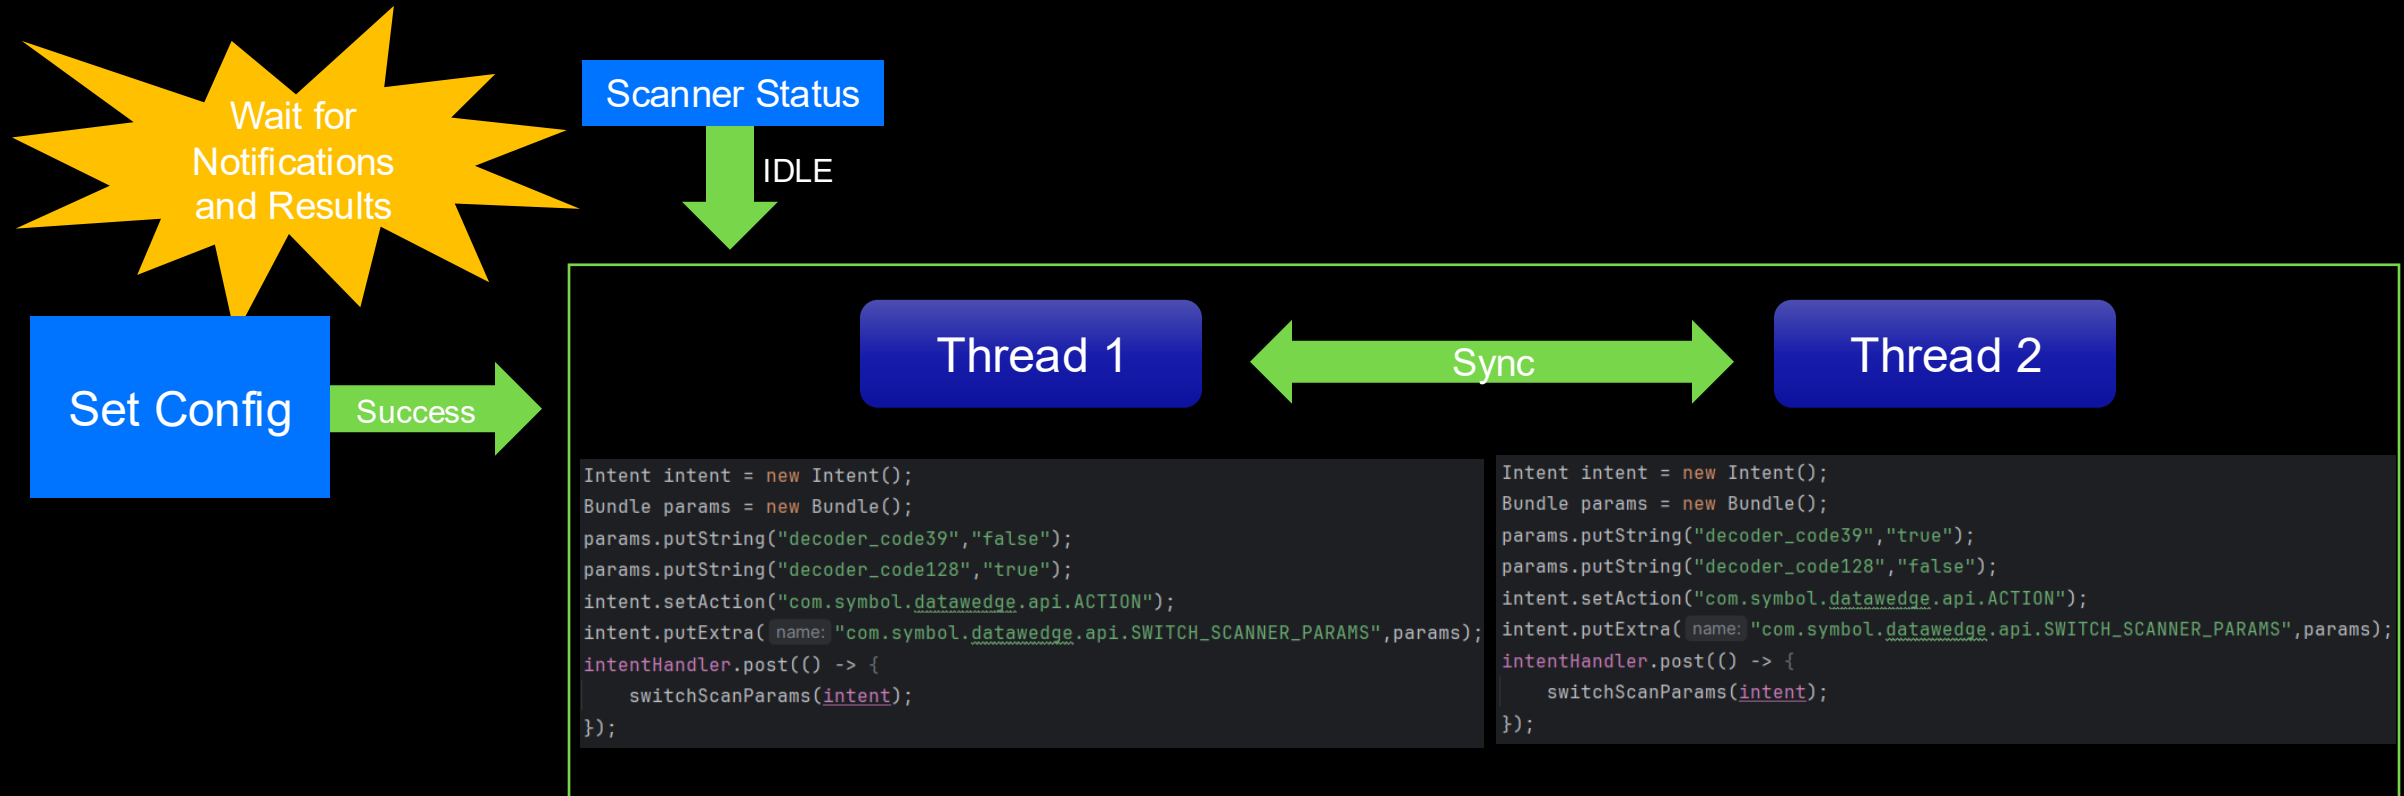 Wait for
Notifications
and Results
Scanner Status
IDLE
Set Config
Success
Thread 1
Sync
Thread 2
Intent intent = new Intent();
Bundle params = new Bundle();
params.putString("decoder_code39","false");
params.putString("decoder_code128","true");
intent.setAction("com.symbol.datawedge.api.ACTION");
intent.putExtra( name: "com.symbol.datawedge.api.SWITCH_SCANNER_PARAMS",params);
intentHandler.post(() -> {
    switchScanParams(intent);
});
Intent intent = new Intent();
Bundle params = new Bundle();
params.putString("decoder_code39","true");
params.putString("decoder_code128","false");
intent.setAction("com.symbol.datawedge.api.ACTION");
intent.putExtra( name: "com.symbol.datawedge.api.SWITCH_SCANNER_PARAMS",params);
intentHandler.post(() -> {
    switchScanParams(intent);
});